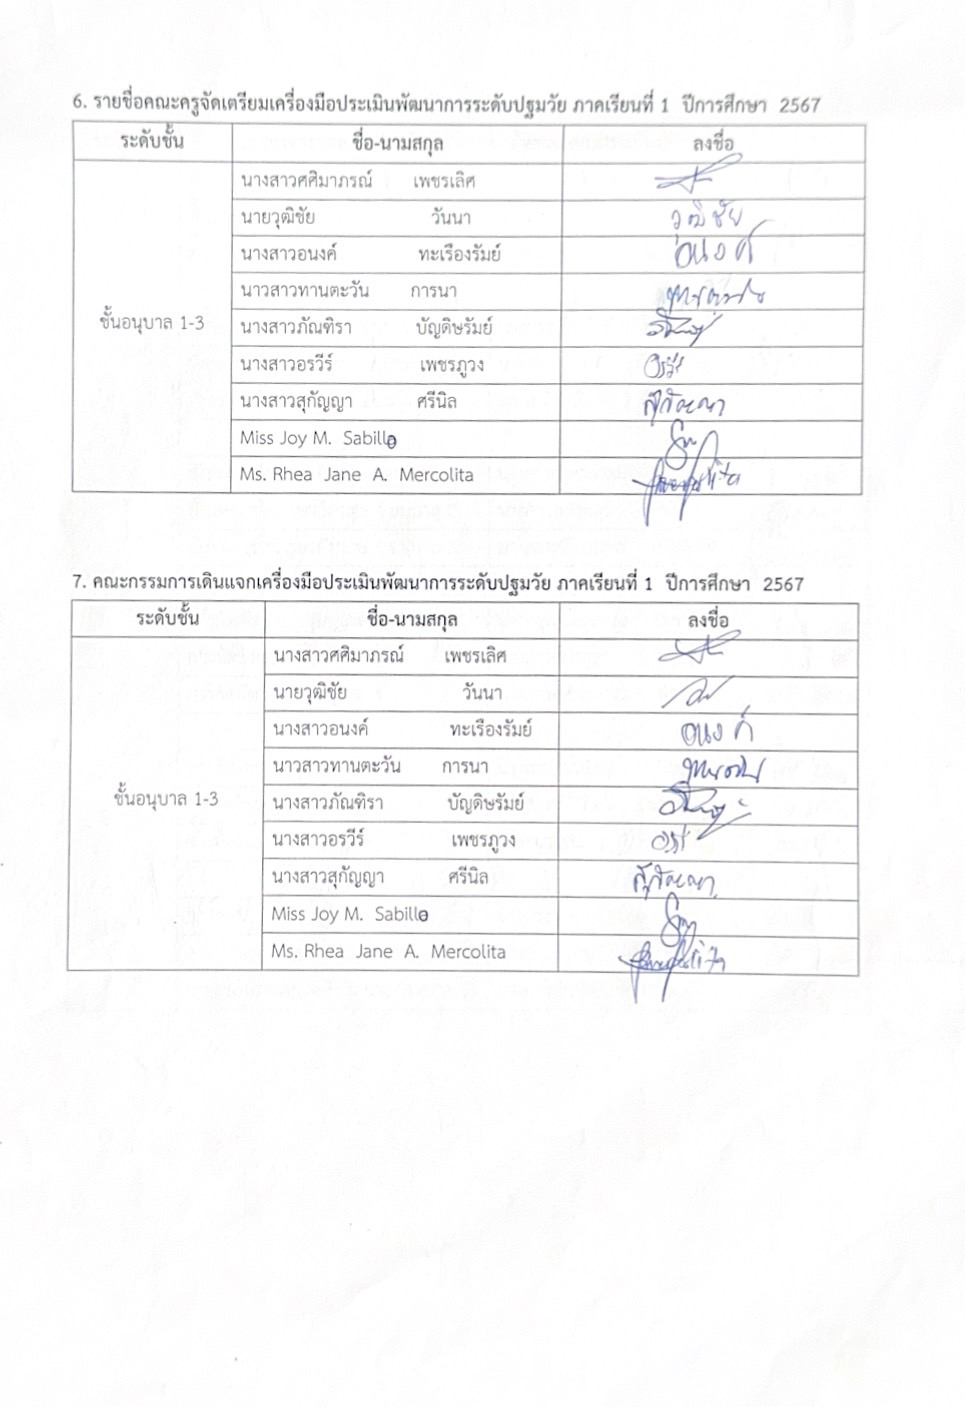 6. รายชื่อคณะครูจัดเตรียมเครื่องมือประเมินพัฒนาการระดับปฐมวัย ภาคเรียนที่ 1 ปีการศึกษา 2567
ระดับชั้น ชื่อ-นามสกุล ลงชื่อ
นางสาวศศิมาภรณ์ เพชรเลิศ
นายวุฒิชัย วันนา วุฒิชัย
นางสาวอนงค์ ทะเรืองรัมย์ อนงค์
นาวสาวทานตะวัน การนา
ชั้นอนุบาล 1-3
นางสาวภัณฑิรา บัญดิษรัมย์
นางสาวอรวีร์ เพชรภูวง
นางสาวสุกัญญา ศรีนิล สุกัญญา
Miss Joy M. Sabillo
Ms. Rhea Jane A. Mercolita
7. คณะกรรมการเดินแจกเครื่องมือประเมินพัฒนาการระดับปฐมวัย ภาคเรียนที่ 1 ปีการศึกษา 2567
ระดับชั้น ชื่อ-นามสกุล ลงชื่อ
นางสาวศศิมาภรณ์ เพชรเลิศ
นายวุฒิชัย วันนา
นางสาวอนงค์ ทะเรืองรัมย์ อนงค์
นาวสาวทานตะวัน การนา
ชั้นอนุบาล 1-3
นางสาวภัณฑิรา บัญดิษรัมย์
นางสาวอรวีร์ เพชรภูวง
นางสาวสุกัญญา ศรีนิล สุกัญญา
Miss Joy M. Sabillo
Ms. Rhea Jane A. Mercolita